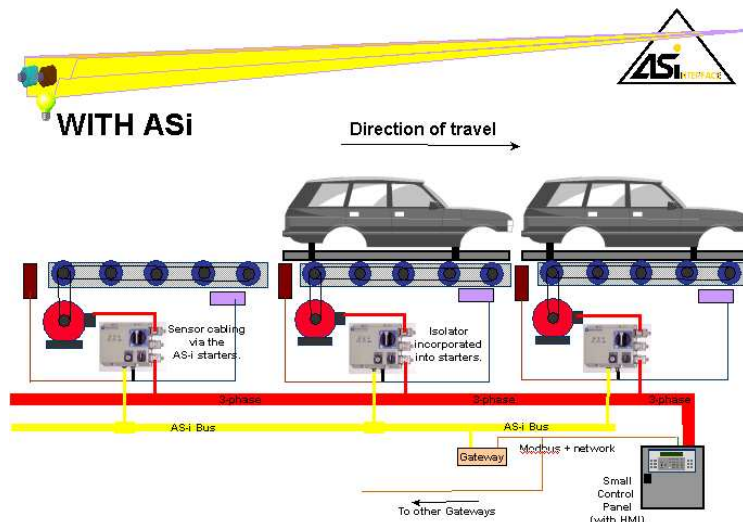 ASi
INTERFACE
WITH ASi
Direction of travel
Sensor cabling
via the
AS-i starters.
Isolator
incorporated
into starters.
3-phase
3-phase
3-phase
AS-i Bus
AS-i Bus
Gateway
Modbus + network
To other Gateways
Small
Control
Panel
(with HMI)